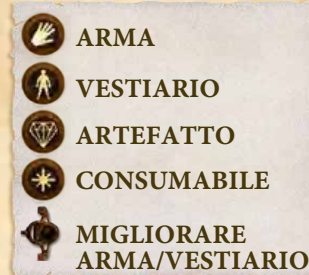 ARMA
VESTIARIO
ARTEFATTO
CONSUMABILE
MIGLIORARE
ARMA/VESTIARIO